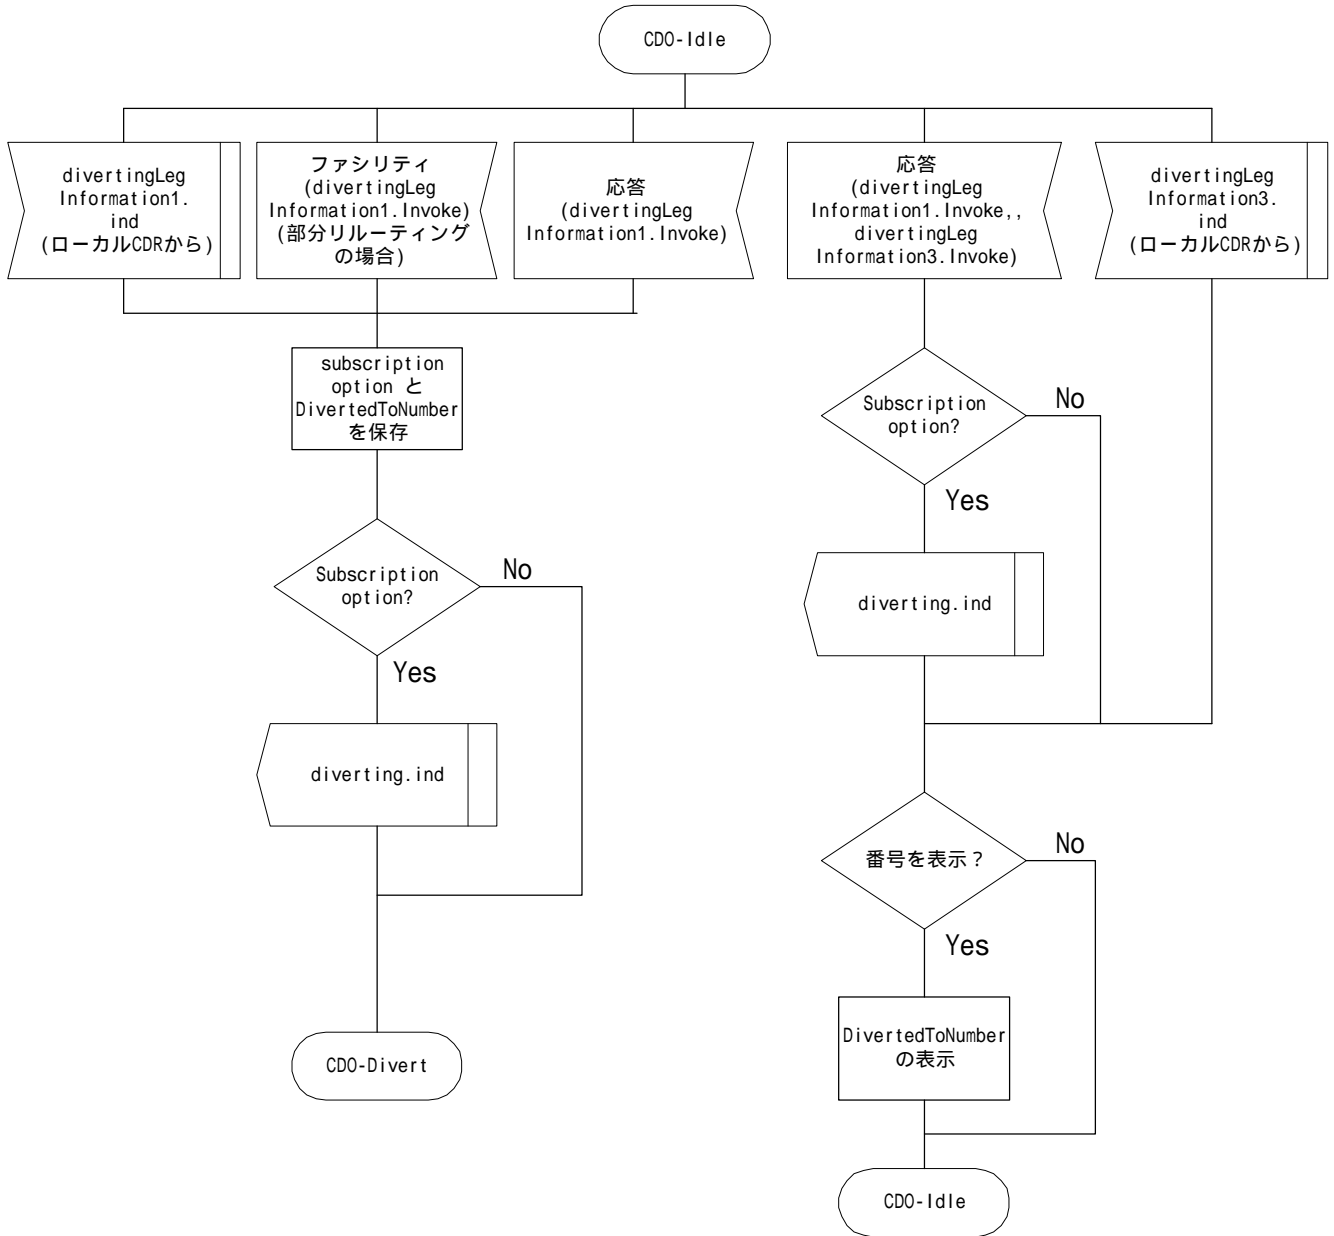 CDO-Idle
divertingLeg
Information1.
ind
(ローカルCDRから)
ファシリティ
(divertingLeg
Information1.Invoke)
(部分リルーティング
の場合)
応答
(divertingLeg
Information1.Invoke)
応答
(divertingLeg
Information1.Invoke,,
divertingLeg
Information3.Invoke)
divertingLeg
Information3.
ind
(ローカルCDRから)
subscription
option と
DivertedToNumber
を保存
Subscription
option?
No
Yes
diverting.ind
CDO-Divert
Subscription
option?
No
Yes
diverting.ind
番号を表示？
No
Yes
DivertedToNumber
の表示
CDO-Idle